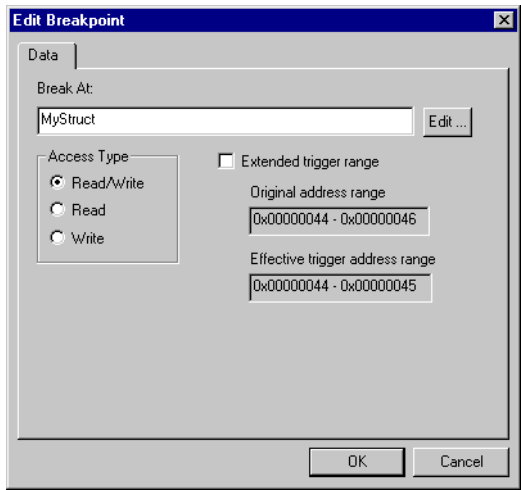 Edit Breakpoint
Data
Break At:
MyStruct
Edit ...
Access Type
Read/Write
Read
Write
Extended trigger range
Original address range
0x00000044 - 0x00000046
Effective trigger address range
0x00000044 - 0x00000045
OK
Cancel